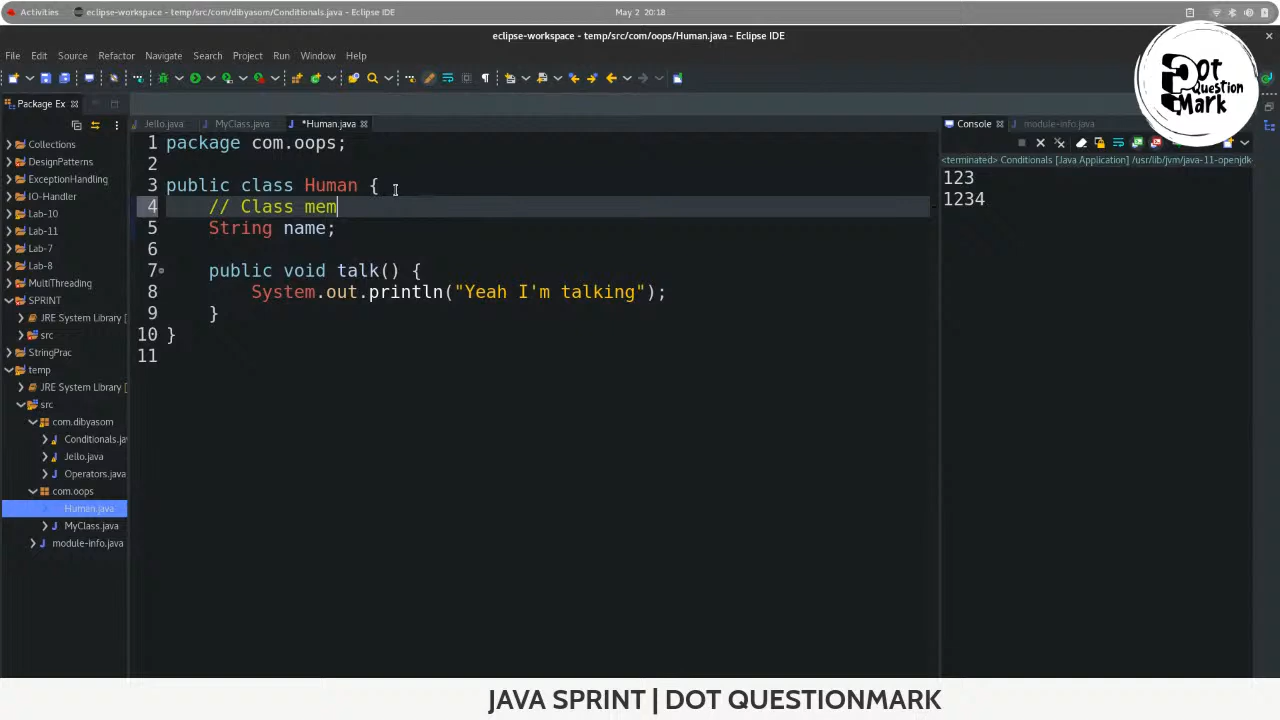 Activities
eclipse-workspace - temp/src/com/dibyasom/Conditionals.java - Eclipse IDE
May 2 20:18
eclipse-workspace - temp/src/com/oops/Human.java - Eclipse IDE
File Edit Source Refactor Navigate Search Project Run Window Help
Dot
Question
Mark
Package Ex
Jello.java MyClass.java *Human.java
Console module-info.java
Collections
DesignPatterns
ExceptionHandling
IO-Handler
Lab-10
Lab-11
Lab-7
Lab-8
MultiThreading
SPRINT
JRE System Library [
src
StringPrac
temp
JRE System Library [
src
com.dibyasom
Conditionals.ja
Jello.java
Operators.java
com.oops
Human.java
MyClass.java
module-info.java
1 package com.oops;
2
3 public class Human {
4 // Class mem
5 String name;
6
7 public void talk() {
8 System.out.println("Yeah I'm talking");
9 }
10 }
11
<terminated> Conditionals [Java Application] /usr/lib/jvm/java-11-openjdk
123
1234
JAVA SPRINT | DOT QUESTIONMARK